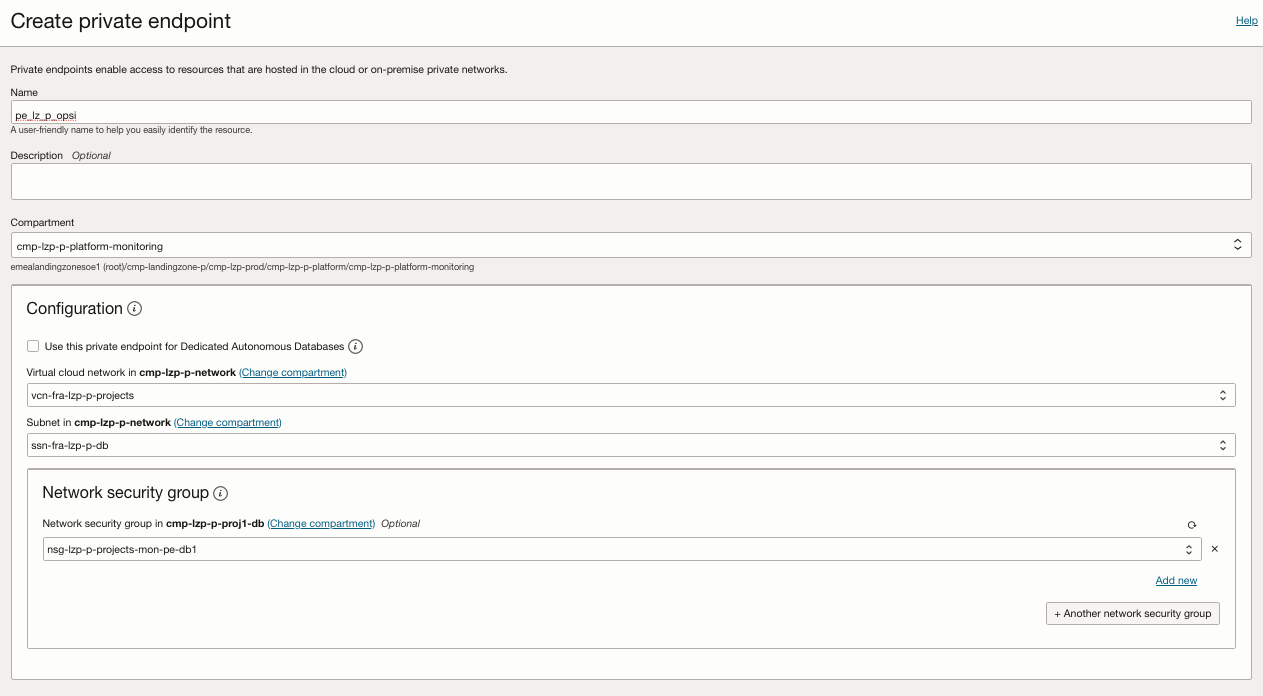 Create private endpoint
Help
Private endpoints enable access to resources that are hosted in the cloud or on-premise private networks.
Name
pe_lz_p_opsi
A user-friendly name to help you easily identify the resource.
Description Optional
Compartment
cmp-lzp-p-platform-monitoring
emealandingzonesoe1 (root)/cmp-landingzone-p/cmp-lzp-prod/cmp-lzp-p-platform/cmp-lzp-p-platform-monitoring
Configuration
Use this private endpoint for Dedicated Autonomous Databases
Virtual cloud network in cmp-lzp-p-network (Change compartment)
vcn-fra-lzp-p-projects
Subnet in cmp-lzp-p-network (Change compartment)
ssn-fra-lzp-p-db
Network security group
Network security group in cmp-lzp-p-proj1-db (Change compartment) Optional
nsg-lzp-p-projects-mon-pe-db1
Add new
+ Another network security group